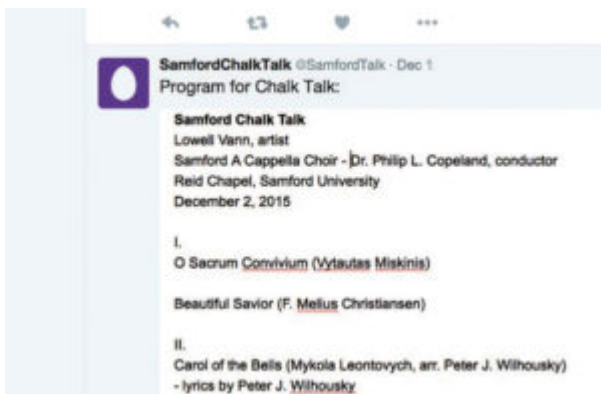 SamfordChalkTalk @SamfordTalk · Dec 1
Program for Chalk Talk:
Samford Chalk Talk
Lowell Vann, artist
Samford A Cappella Choir - Dr. Philip L. Copeland, conductor
Reid Chapel, Samford University
December 2, 2015
I.
O Sacrum Convivium (Vytautas Miskinis)
Beautiful Savior (F. Melius Christiansen)
II.
Carol of the Bells (Mykola Leontovych, arr. Peter J. Wilhousky)
- lyrics by Peter J. Wilhousky